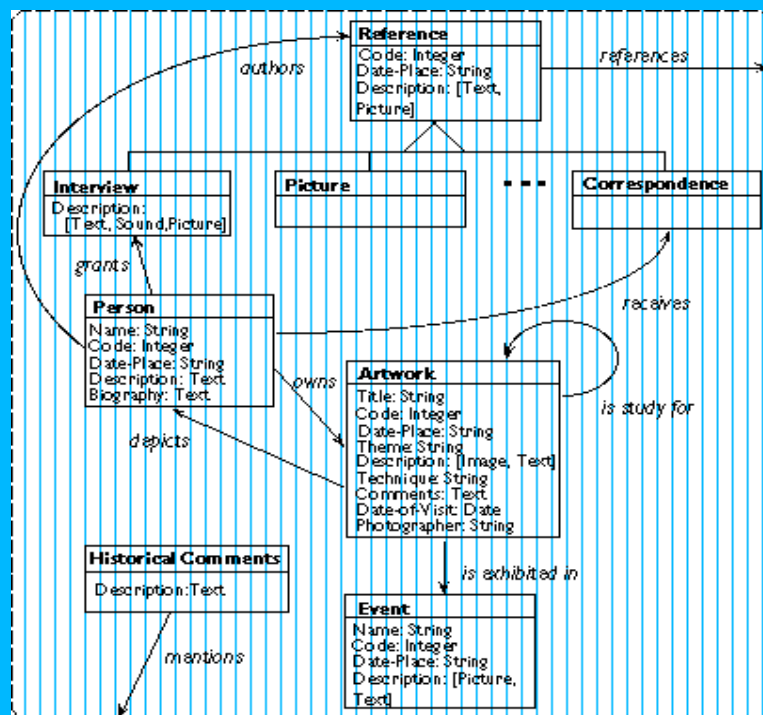 Reference
Code: Integer
Date-Place: String
Description: [Text,
Picture]
authors
references
Interview
Description:
[Text, Sound,Picture]
Picture
Correspondence
grants
receives
Person
Name: String
Code: Integer
Date-Place: String
Description: Text
Biography: Text
owns
depicts
Artwork
Title: String
Code: Integer
Date-Place: String
Theme: String
Description: [Image, Text]
Technique: String
Comments: Text
Date-of-Visit: Date
Photographer: String
is study for
Historical Comments
Description:Text
mentions
is exhibited in
Event
Name: String
Code: Integer
Date-Place: String
Description: [Picture,
Text]